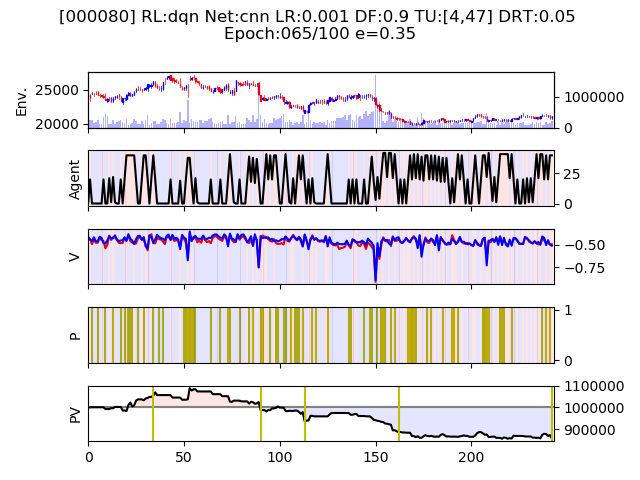 [000080] RL:dqn Net:cnn LR:0.001 DF:0.9 TU:[4,47] DRT:0.05
Epoch:065/100 e=0.35
Env.
25000
20000
1000000
0
Agent
25
0
V
−0.50
−0.75
P
1
0
PV
1100000
1000000
900000
0 50 100 150 200